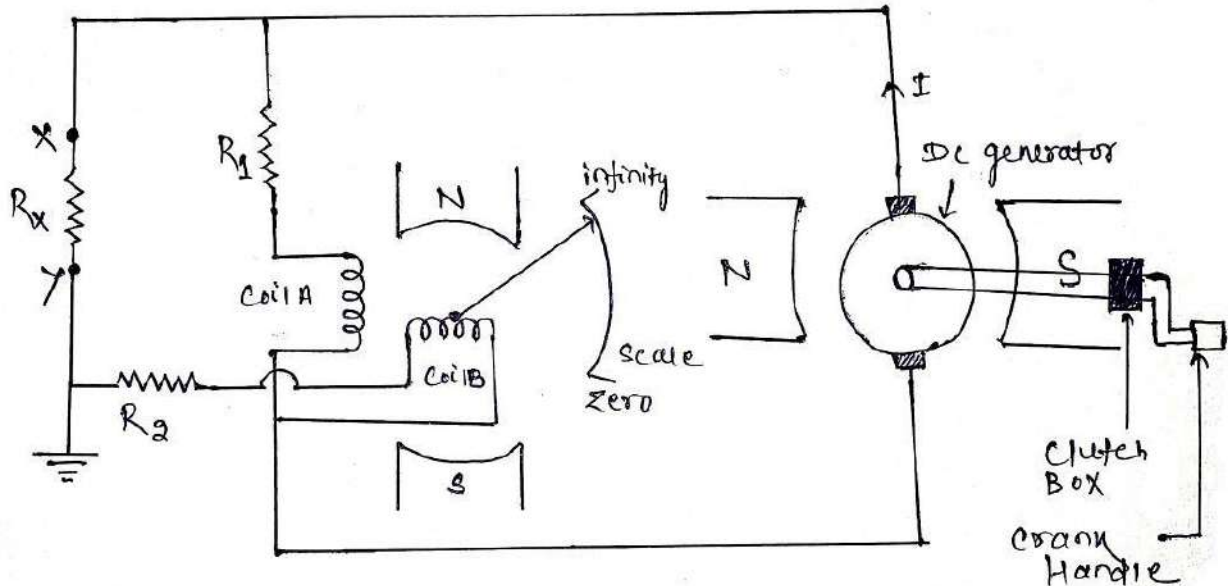 I
X
R1
Dc generator
Rx
N
infinity
Y
Coil A
N
S
Coil B
Scale
Zero
R2
S
Clutch
Box
Crank
Handle